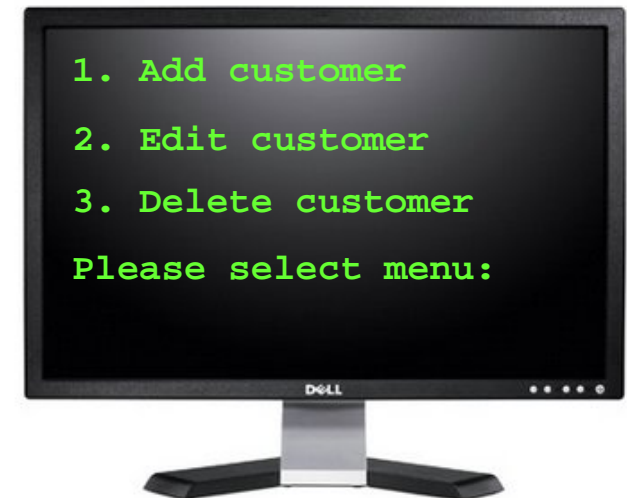 1. Add customer
2. Edit customer
3. Delete customer
Please select menu:
DELL